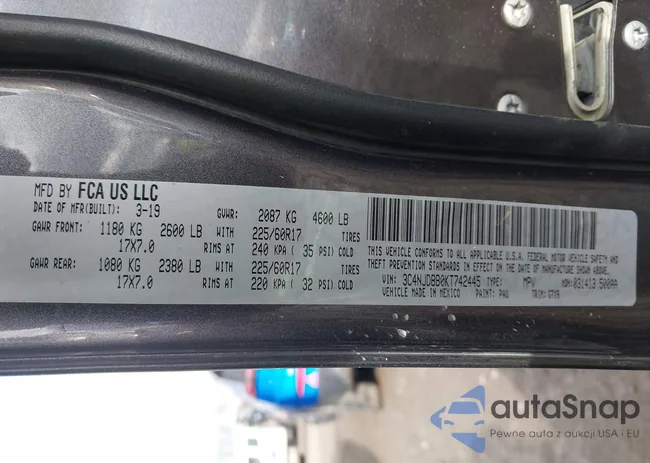 MFD BY FCA US LLC
DATE OF MFR(BUILT): 3-19 GVWR: 2087 KG 4600 LB
GAWR FRONT: 1180 KG 2600 LB WITH 225/60R17 TIRES
17X7.0 RIMS AT 240 KPA ( 35 PSI) COLD
GAWR REAR: 1080 KG 2380 LB WITH 225/60R17 TIRES
17X7.0 RIMS AT 220 KPA ( 32 PSI) COLD
THIS VEHICLE CONFORMS TO ALL APPLICABLE U.S.A. FEDERAL MOTOR VEHICLE SAFETY AND
THEFT PREVENTION STANDARDS IN EFFECT ON THE DATE OF MANUFACTURE SHOWN ABOVE.
VIN: 3C4NJDBB0KT742445 TYPE: MPV MDH: 031413 500AA
VEHICLE MADE IN MEXICO PAINT: PAU TRIM:
autaSnap
Pewne auta z aukcji USA i EU